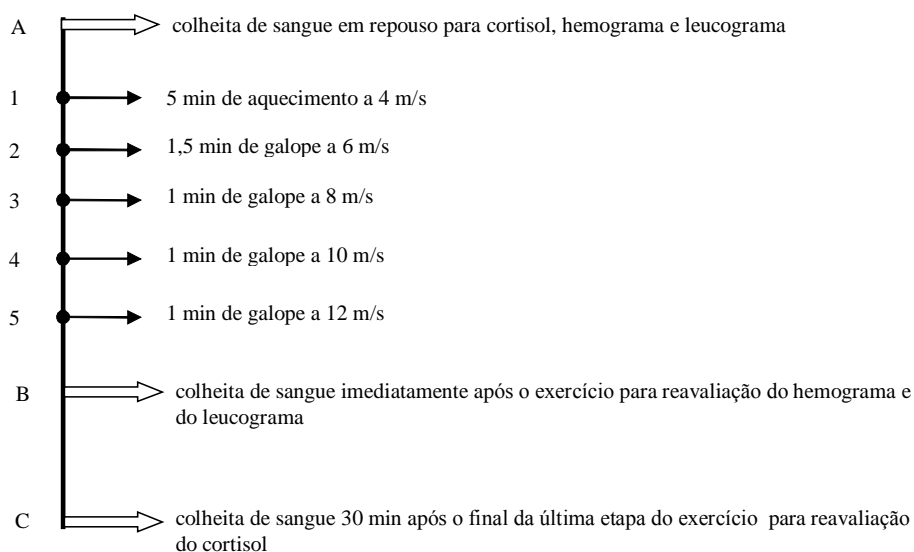 A colheita de sangue em repouso para cortisol, hemograma e leucograma
1 5 min de aquecimento a 4 m/s
2 1,5 min de galope a 6 m/s
3 1 min de galope a 8 m/s
4 1 min de galope a 10 m/s
5 1 min de galope a 12 m/s
B colheita de sangue imediatamente após o exercício para reavaliação do hemograma e
do leucograma
C colheita de sangue 30 min após o final da última etapa do exercício para reavaliação
do cortisol